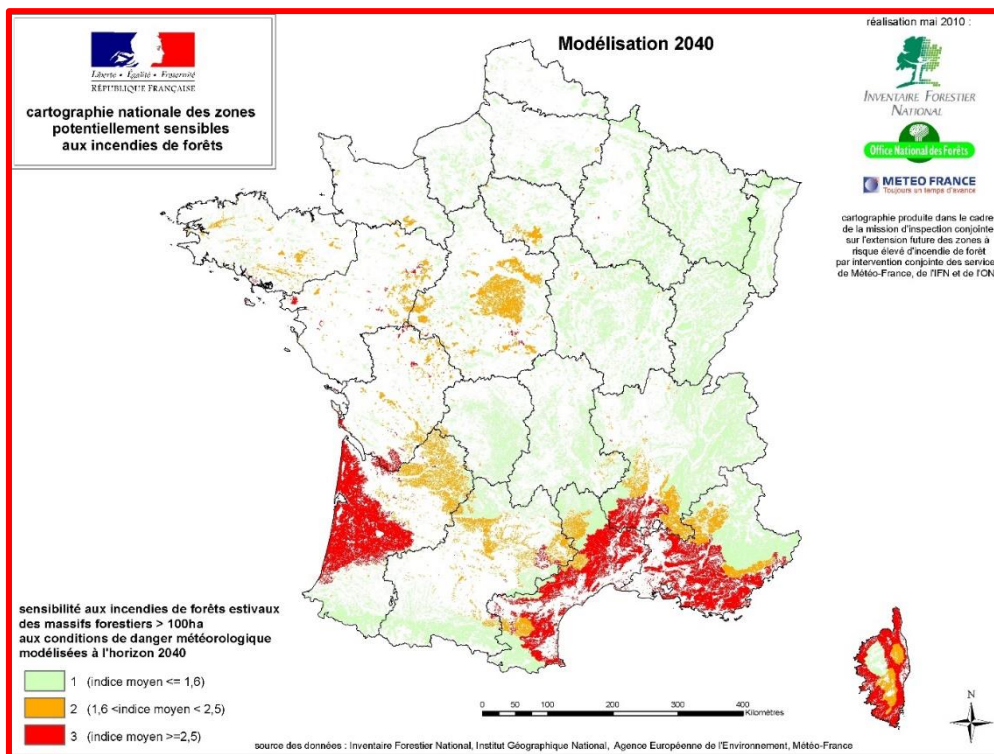 Liberté • Égalité • Fraternité
RÉPUBLIQUE FRANÇAISE
cartographie nationale des zones
potentiellement sensibles
aux incendies de forêts
Modélisation 2040
réalisation mai 2010 :
INVENTAIRE FORESTIER
NATIONAL
Office National des Forêts
METEO FRANCE
Toujours un temps d'avance
cartographie produite dans le cadre
de la mission d'inspection conjointe
sur l'extension future des zones à
risque élevé d'incendie de forêt
par intervention conjointe des service
de Météo-France, de l'IFN et de l'ON
sensibilité aux incendies de forêts estivaux
des massifs forestiers > 100ha
aux conditions de danger météorologique
modélisées à l'horizon 2040
1 (indice moyen <= 1,6)
2 (1,6 <indice moyen < 2,5)
3 (indice moyen >=2,5)
0 50 100 200 300 400
Kilomètres
N
source des données : Inventaire Forestier National, Institut Géographique National, Agence Européenne de l'Environnement, Météo-France